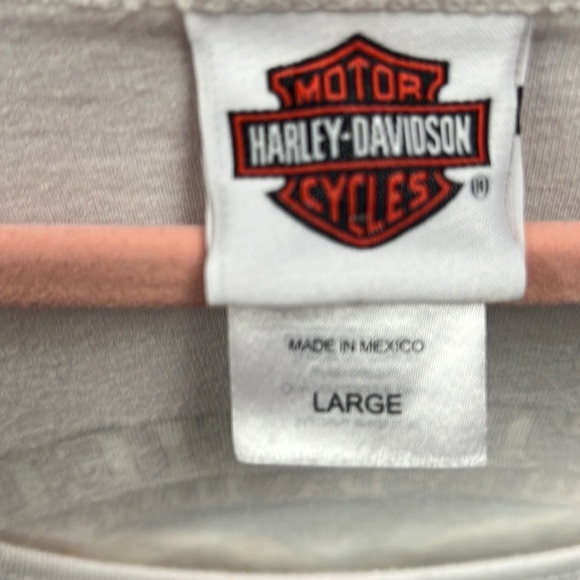 MOTOR
HARLEY-DAVIDSON
CYCLES
®
MADE IN MEXICO
LARGE